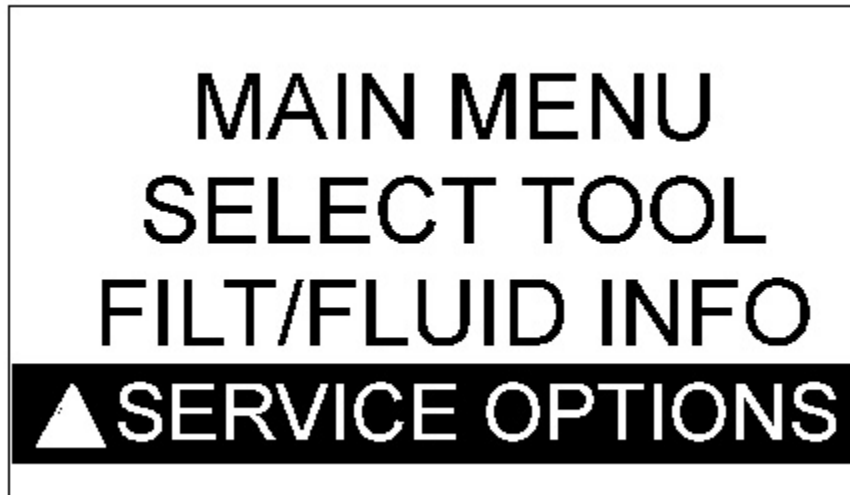 MAIN MENU
SELECT TOOL
FILT/FLUID INFO
▲SERVICE OPTIONS